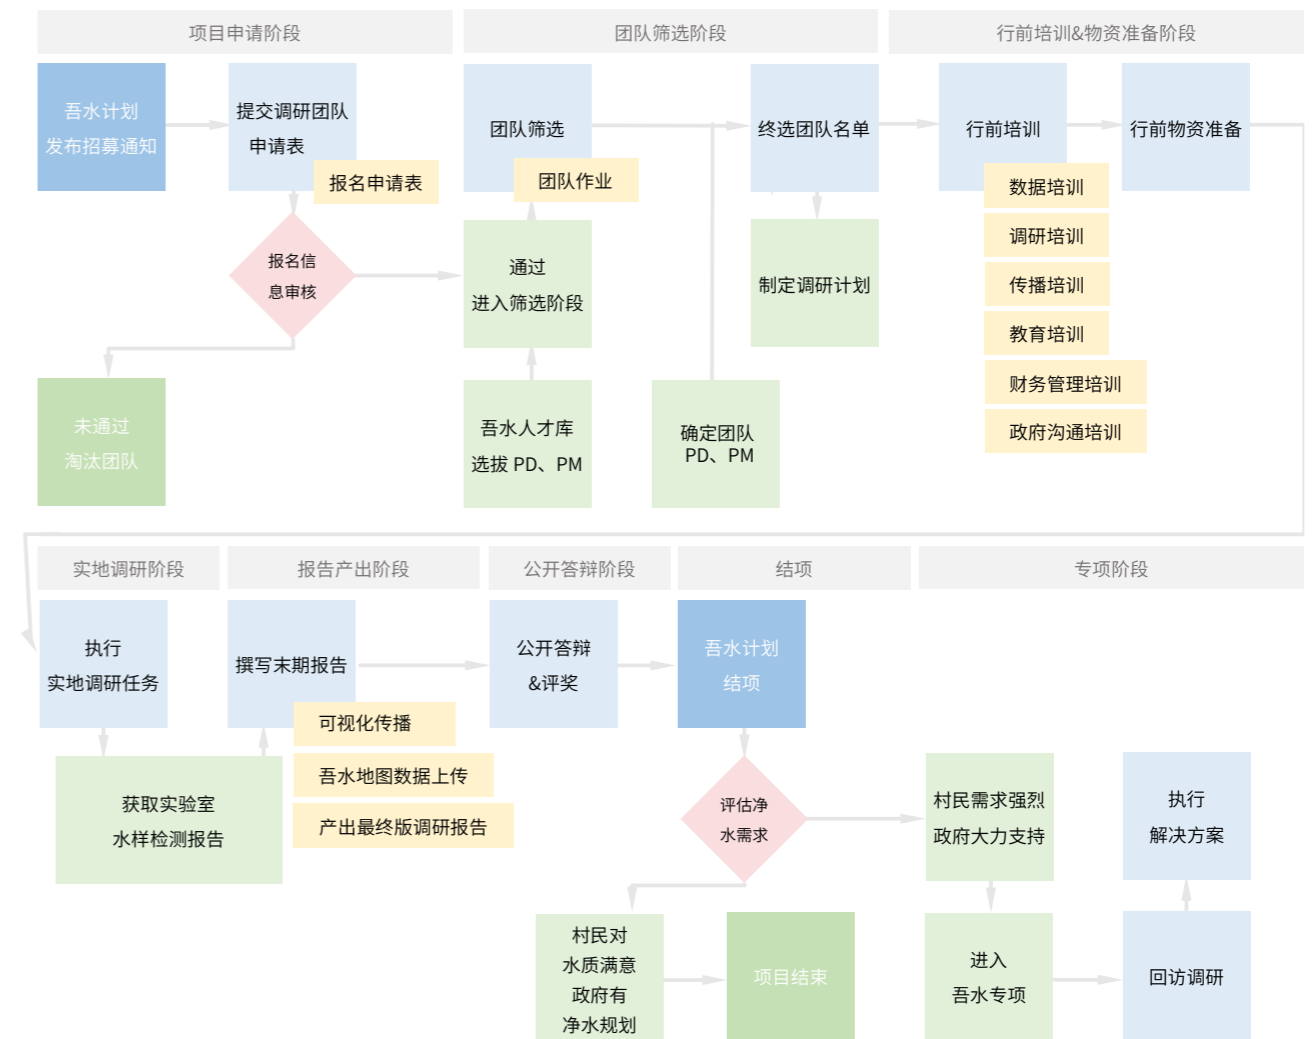 项目申请阶段
团队筛选阶段
行前培训&物资准备阶段
吾水计划
发布招募通知
提交调研团队
申请表
报名申请表
团队筛选
团队作业
终选团队名单
行前培训
行前物资准备
数据培训
调研培训
传播培训
教育培训
财务管理培训
政府沟通培训
报名信
息审核
通过
进入筛选阶段
制定调研计划
未通过
淘汰团队
吾水人才库
选拔 PD、PM
确定团队
PD、PM
实地调研阶段
报告产出阶段
公开答辩阶段
结项
专项阶段
执行
实地调研任务
撰写末期报告
公开答辩
&评奖
吾水计划
结项
可视化传播
吾水地图数据上传
产出最终版调研报告
获取实验室
水样检测报告
评估净
水需求
村民需求强烈
政府大力支持
执行
解决方案
村民对
水质满意
政府有
净水规划
项目结束
进入
吾水专项
回访调研